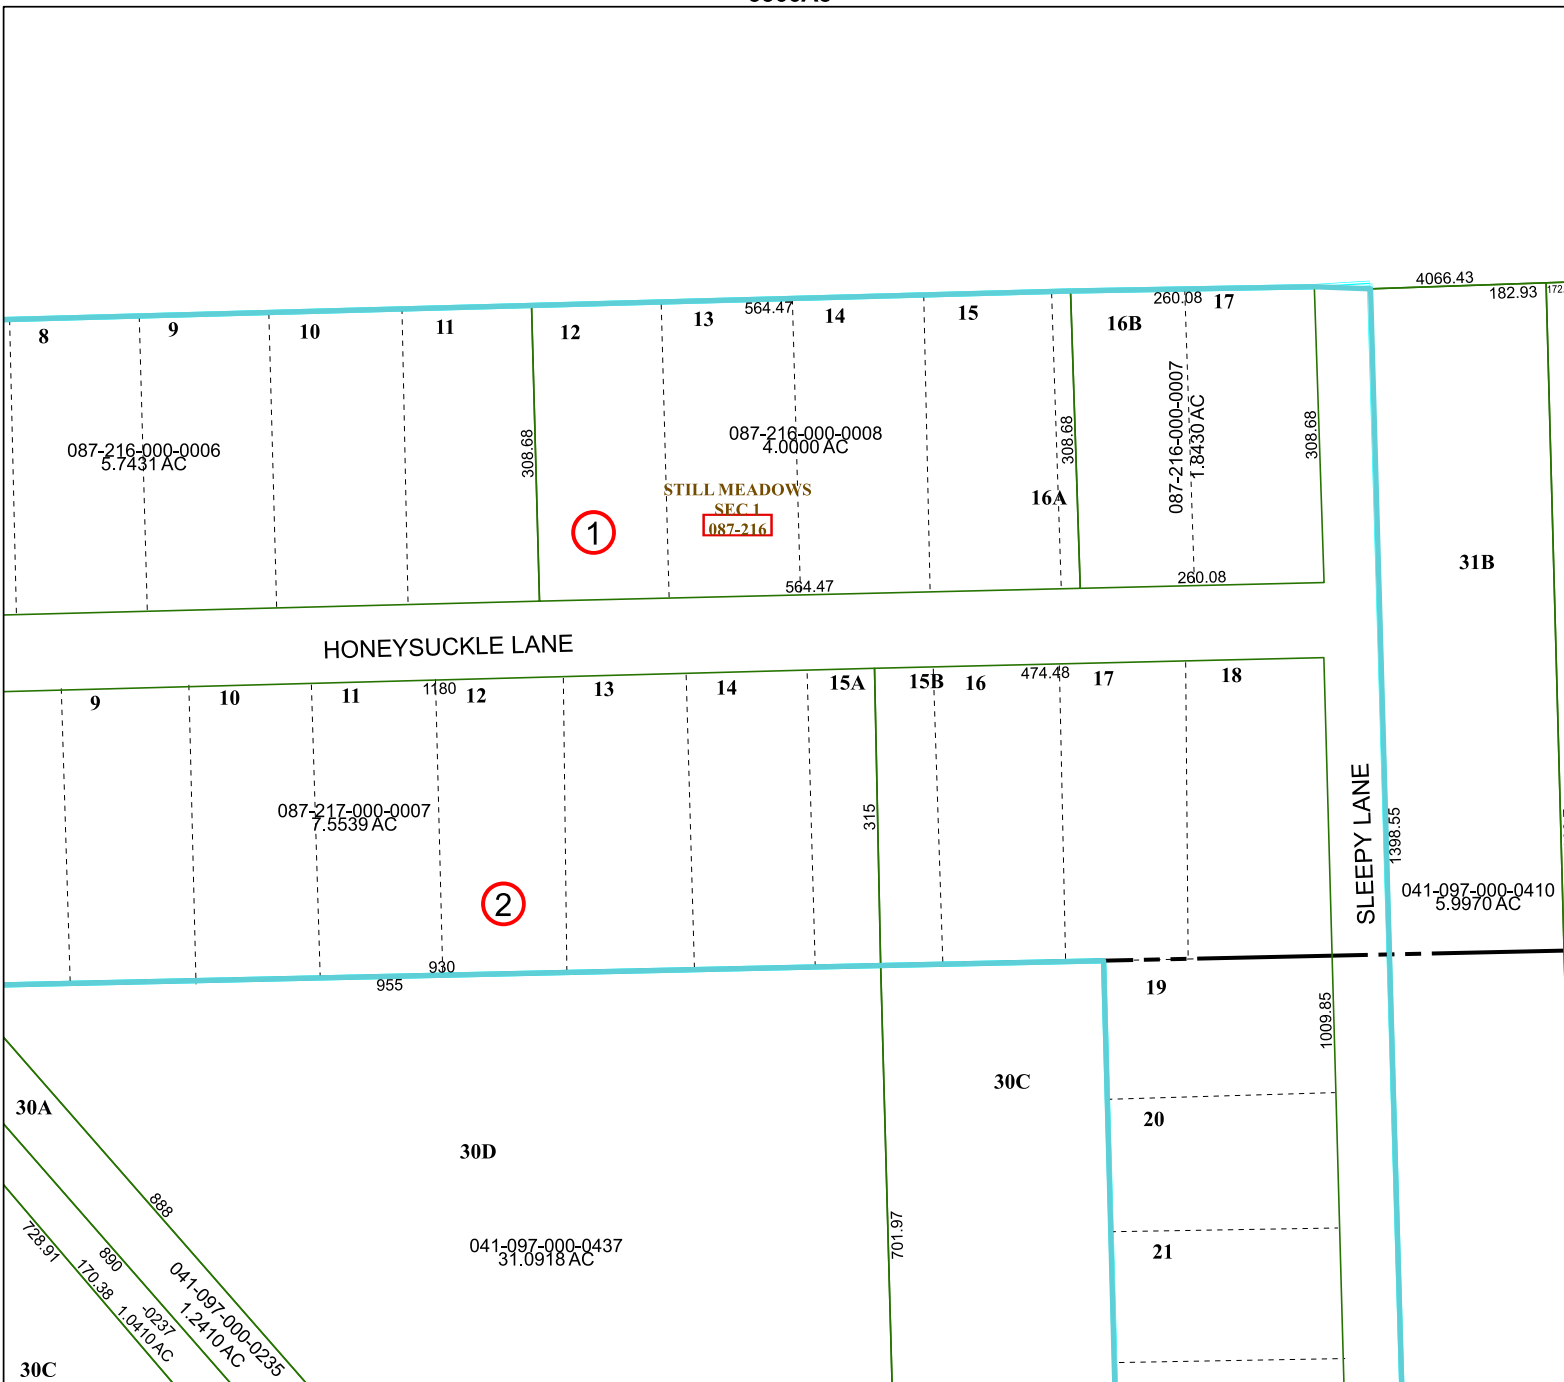 4066.43
182.93
172.
8
9
10
11
12
13
564.47
14
15
16B
260.08
17
087-216-000-0006
5.7431 AC
308.68
087-216-000-0008
4.0000 AC
308.68
087-216-000-0007
1.8430 AC
308.68
STILL MEADOWS
SEC 1
087-216
16A
1
31B
564.47
260.08
HONEYSUCKLE LANE
9
10
11
1180
12
13
14
15A
15B
16
474.48
17
18
087-217-000-0007
7.5539 AC
315
SLEEPY LANE
1398.55
2
041-097-000-0410
5.9970 AC
930
955
19
1009.85
30C
30A
20
30D
888
728.91
890
170.38
-0237
1.0410 AC
041-097-000-0235
1.2410 AC
041-097-000-0437
31.0918 AC
701.97
21
30C